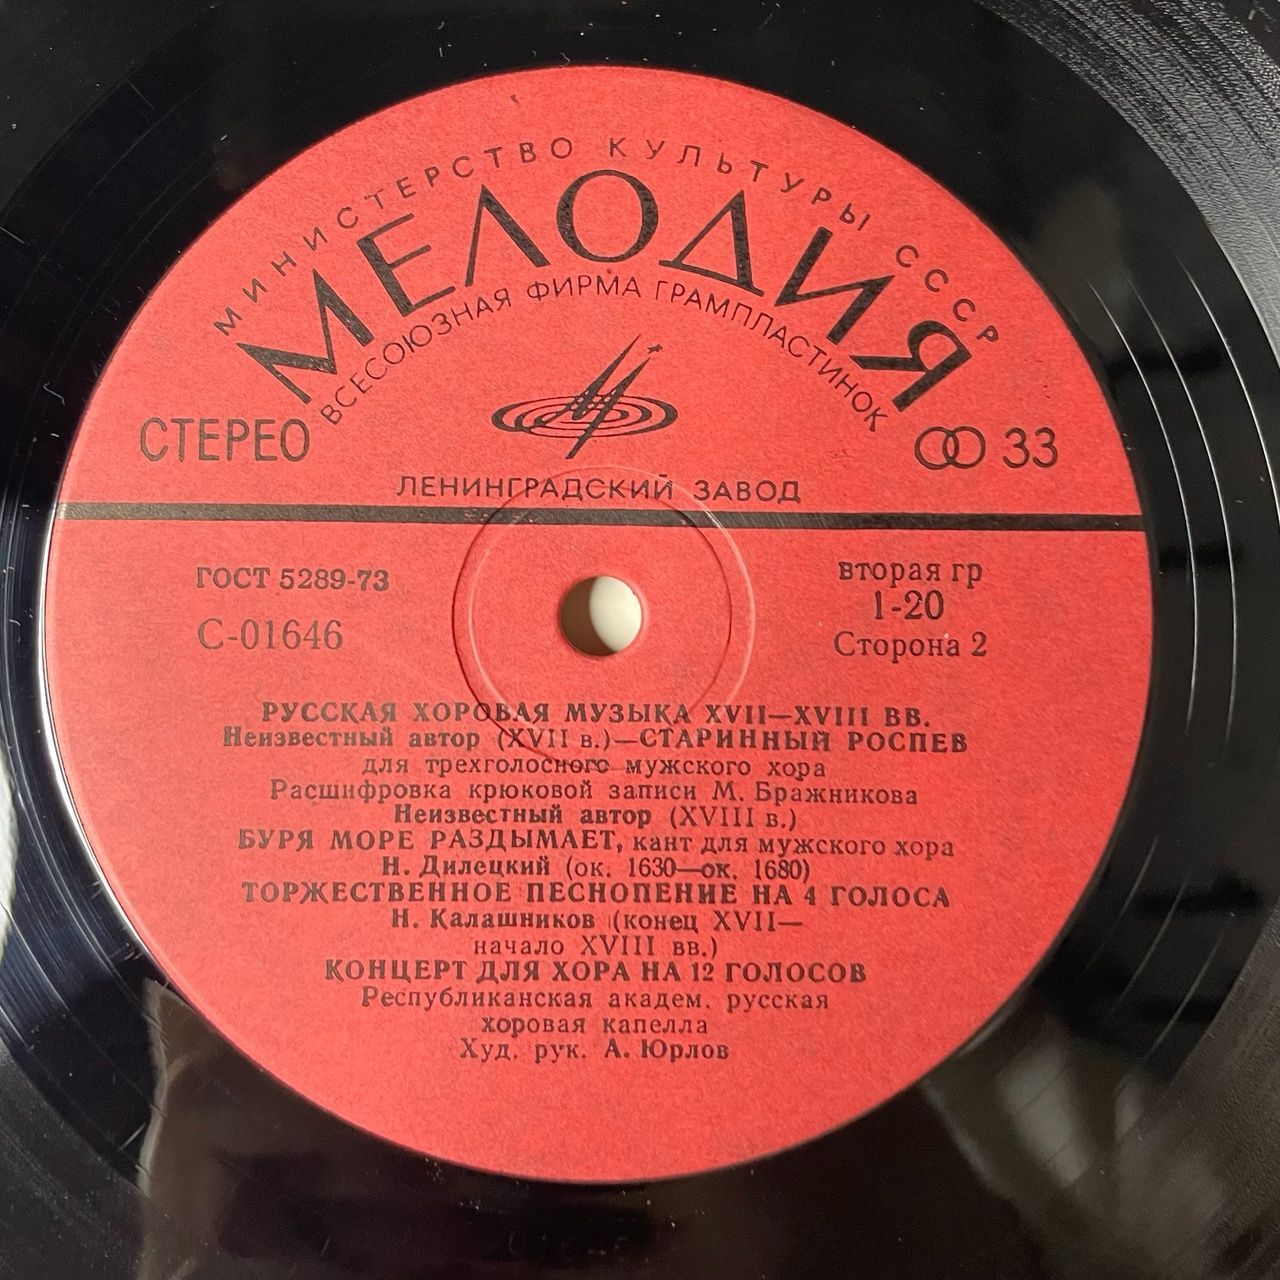 МИНИСТЕРСТВО КУЛЬТУРЫ СССР
МЕЛОДИЯ
ВСЕСОЮЗНАЯ ФИРМА ГРАМПЛАСТИНОК
СТЕРЕО
33
ЛЕНИНГРАДСКИЙ ЗАВОД
ГОСТ 5289-73
вторая гр
1-20
С-01646
Сторона 2
РУССКАЯ ХОРОВАЯ МУЗЫКА XVII—XVIII ВВ.
Неизвестный автор (XVII в.)—СТАРИННЫЙ РОСПЕВ
для трехголосного мужского хора
Расшифровка крюковой записи М. Бражникова
Неизвестный автор (XVIII в.)
БУРЯ МОРЕ РАЗДЫМАЕТ, кант для мужского хора
Н. Дилецкий (ок. 1630—ок. 1680)
ТОРЖЕСТВЕННОЕ ПЕСНОПЕНИЕ НА 4 ГОЛОСА
Н. Калашников (конец XVII—
начало XVIII вв.)
КОНЦЕРТ ДЛЯ ХОРА НА 12 ГОЛОСОВ
Республиканская академ. русская
хоровая капелла
Худ. рук. А. Юрлов